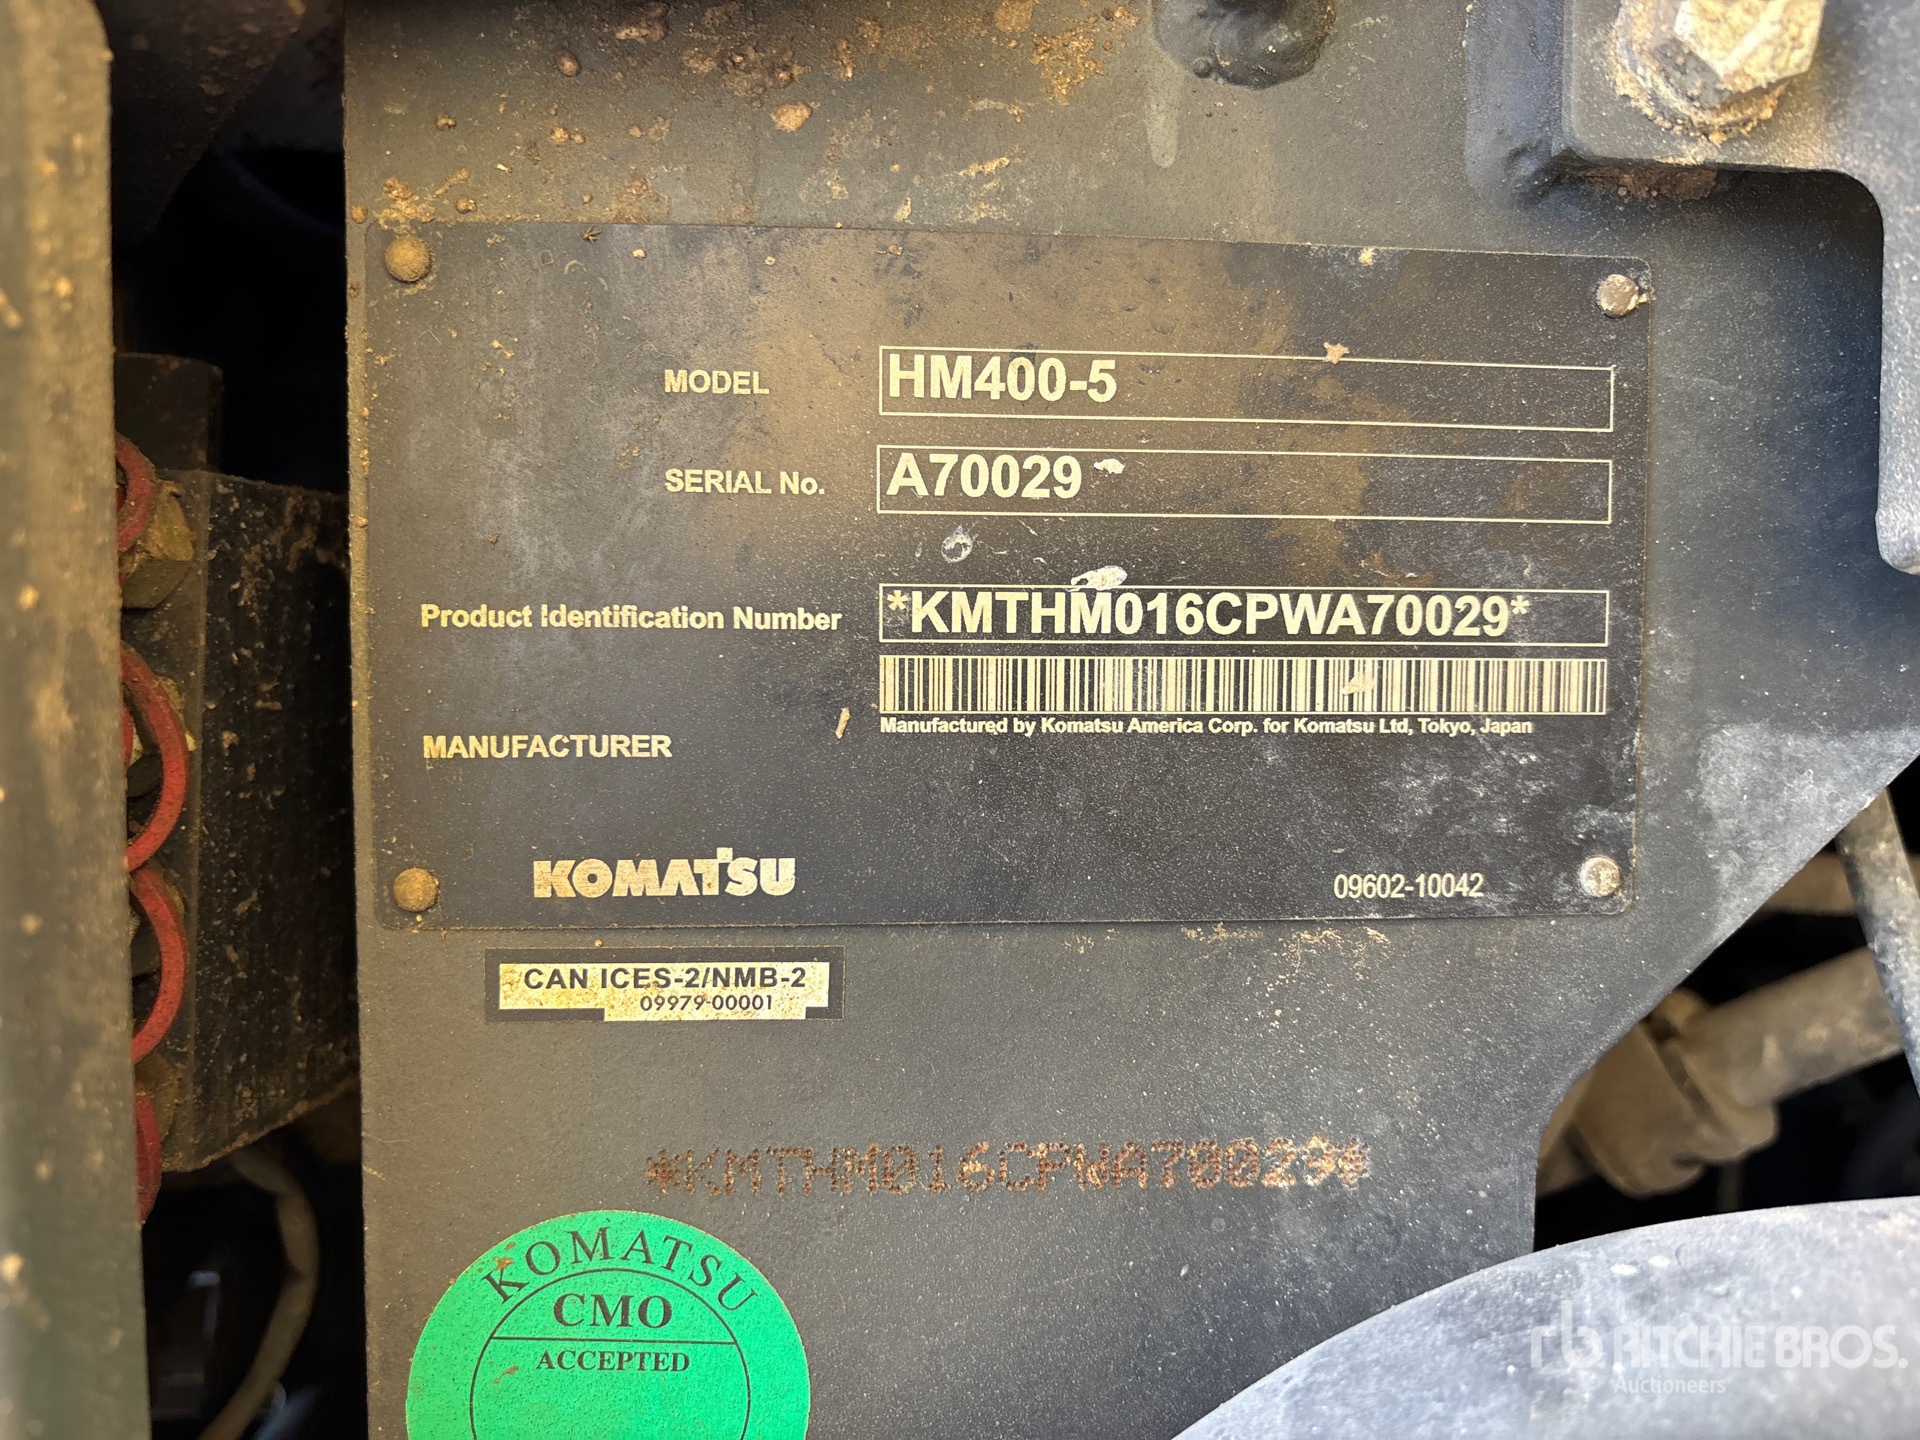 MODEL HM400-5
SERIAL No. A70029
Product Identification Number *KMTHM016CPWA70029*
Manufactured by Komatsu America Corp. for Komatsu Ltd, Tokyo, Japan
MANUFACTURER
KOMATSU 09602-10042
CAN ICES-2/NMB-2
09979-00001
*KMTHM016CPWA70029*
KOMATSU
CMO
ACCEPTED
rb RITCHIE BROS.
Auctioneers